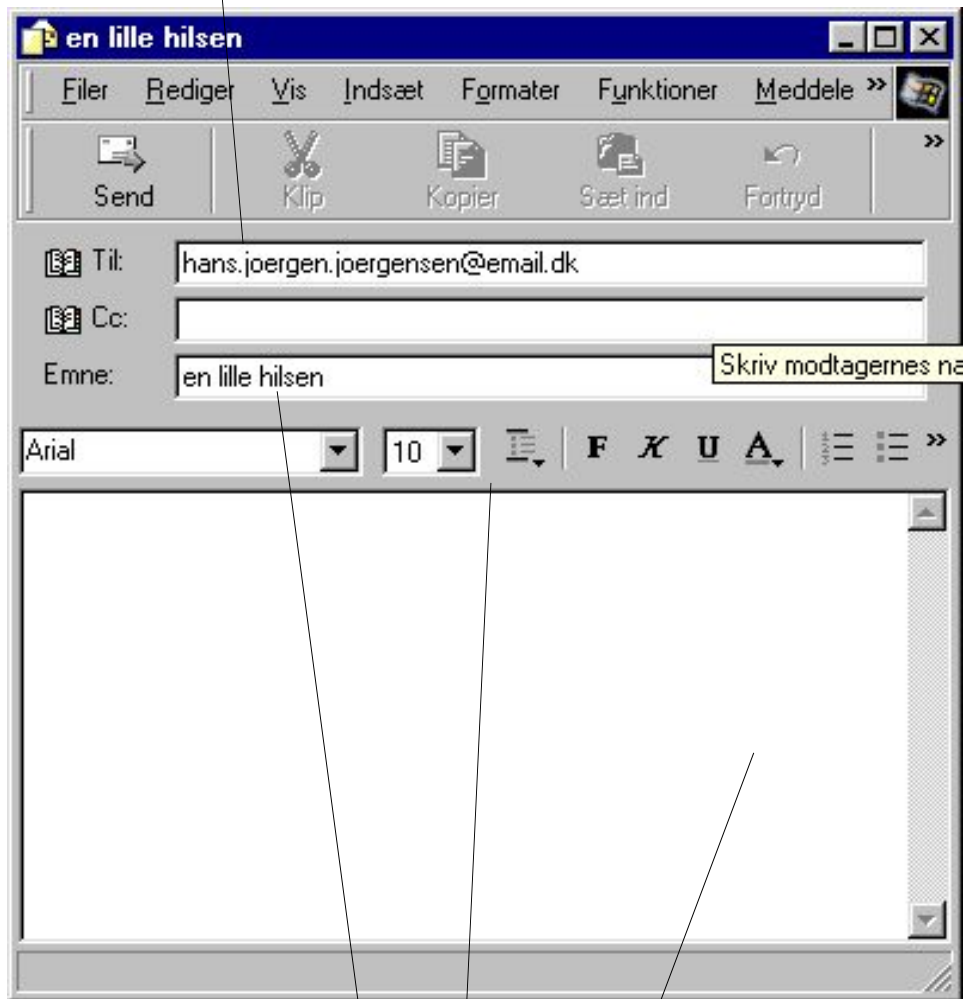 en lille hilsen
Filer Rediger Vis Indsæt Formater Funktioner Meddele »
»
Send Klip Kopier Sæt ind Fortryd
Til: hans.joergen.joergensen@email.dk
Cc:
Skriv modtagernes na
Emne: en lille hilsen
Arial 10 F K U A »